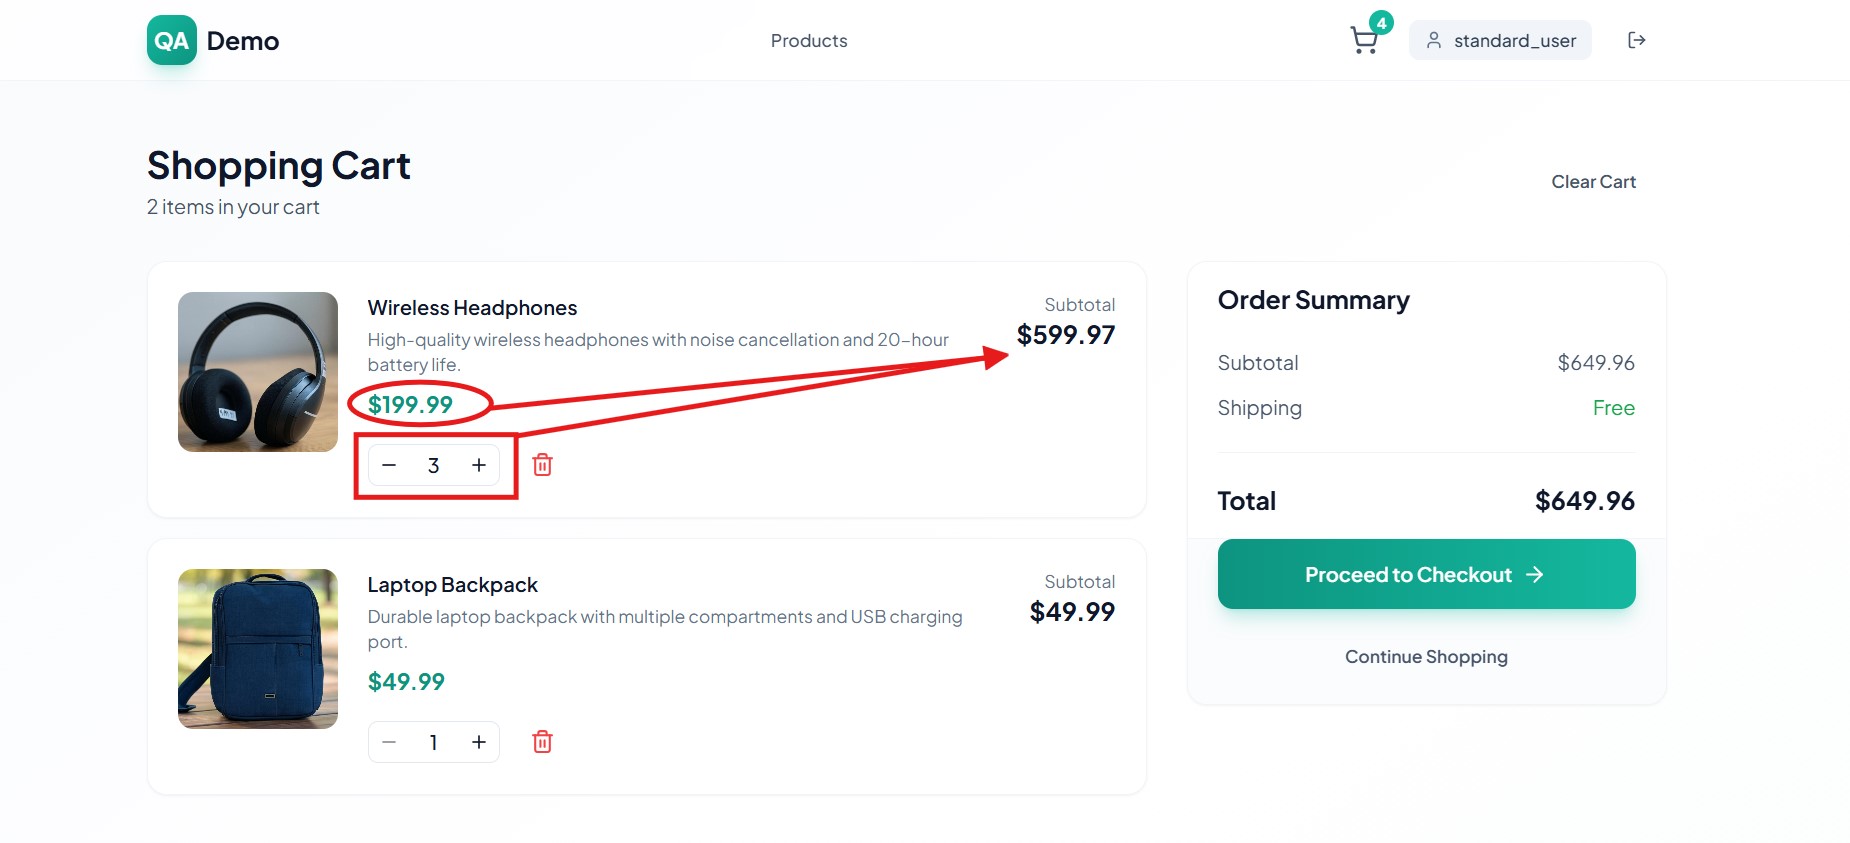 QA Demo
Products
4
standard_user
Shopping Cart
2 items in your cart
Clear Cart
Wireless Headphones
High-quality wireless headphones with noise cancellation and 20-hour
battery life.
$199.99
3
Subtotal
$599.97
Laptop Backpack
Durable laptop backpack with multiple compartments and USB charging
port.
$49.99
1
Subtotal
$49.99
Order Summary
Subtotal $649.96
Shipping Free
Total $649.96
Proceed to Checkout →
Continue Shopping